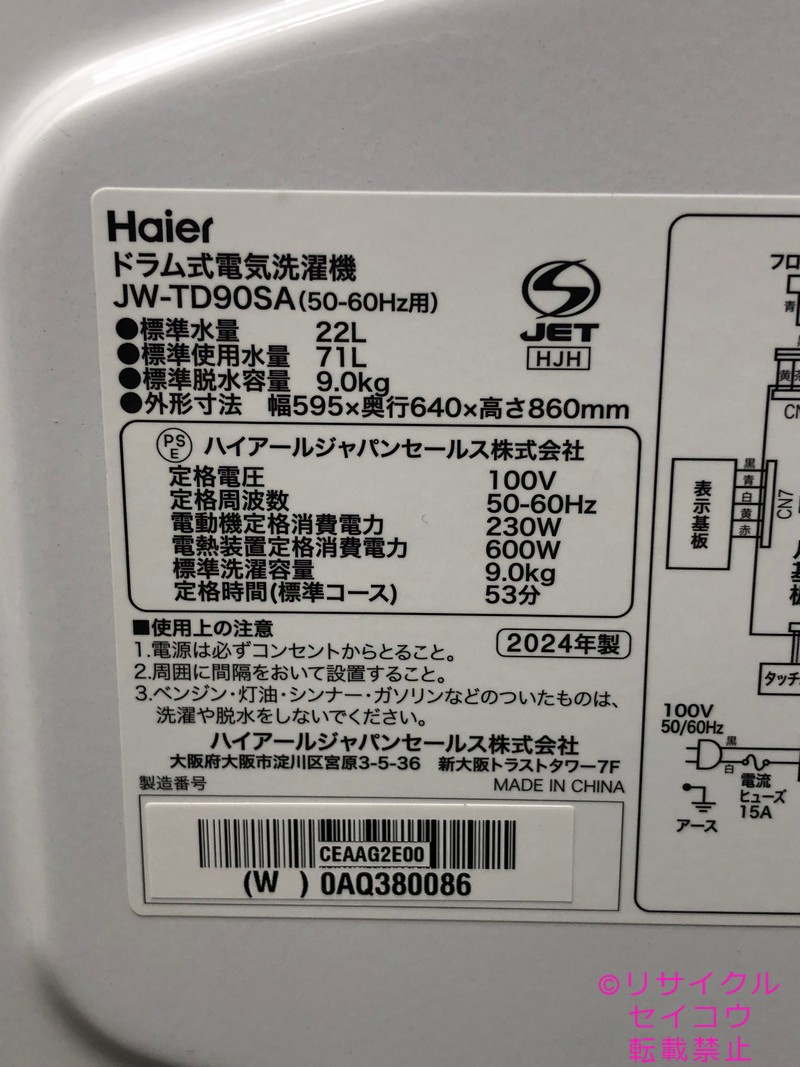 Haier
ドラム式電気洗濯機
JW-TD90SA(50-60Hz用)
JET
HJH
●標準水量 22L
●標準使用水量 71L
●標準脱水容量 9.0kg
●外形寸法 幅595×奥行640×高さ860mm
PS
E
ハイアールジャパンセールス株式会社
定格電圧 100V
定格周波数 50-60Hz
電動機定格消費電力 230W
電熱装置定格消費電力 600W
標準洗濯容量 9.0kg
定格時間(標準コース) 53分
■使用上の注意
2024年製
1.電源は必ずコンセントからとること。
2.周囲に間隔をおいて設置すること。
3.ベンジン・灯油・シンナー・ガソリンなどのついたものは、
洗濯や脱水をしないでください。
ハイアールジャパンセールス株式会社
大阪府大阪市淀川区宮原3-5-36 新大阪トラストタワー7F
製造番号 MADE IN CHINA
CEAAG2E00
(W ) 0AQ380086
フロ
青
黄
CN
表示基板
黒
青
白
黄
赤
CN7
基
板
タッチ
100V
50/60Hz
黒
白
電流
ヒューズ
15A
アース
©リサイクル
セイコウ
転載禁止